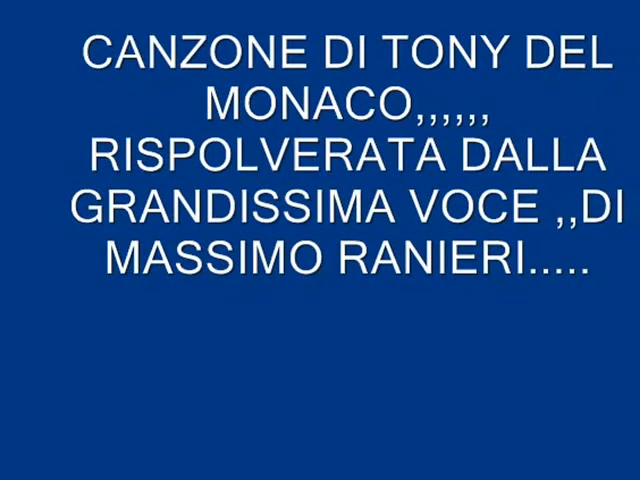 CANZONE DI TONY DEL
MONACO,,,,,,
RISPOLVERATA DALLA
GRANDISSIMA VOCE ,,DI
MASSIMO RANIERI.....